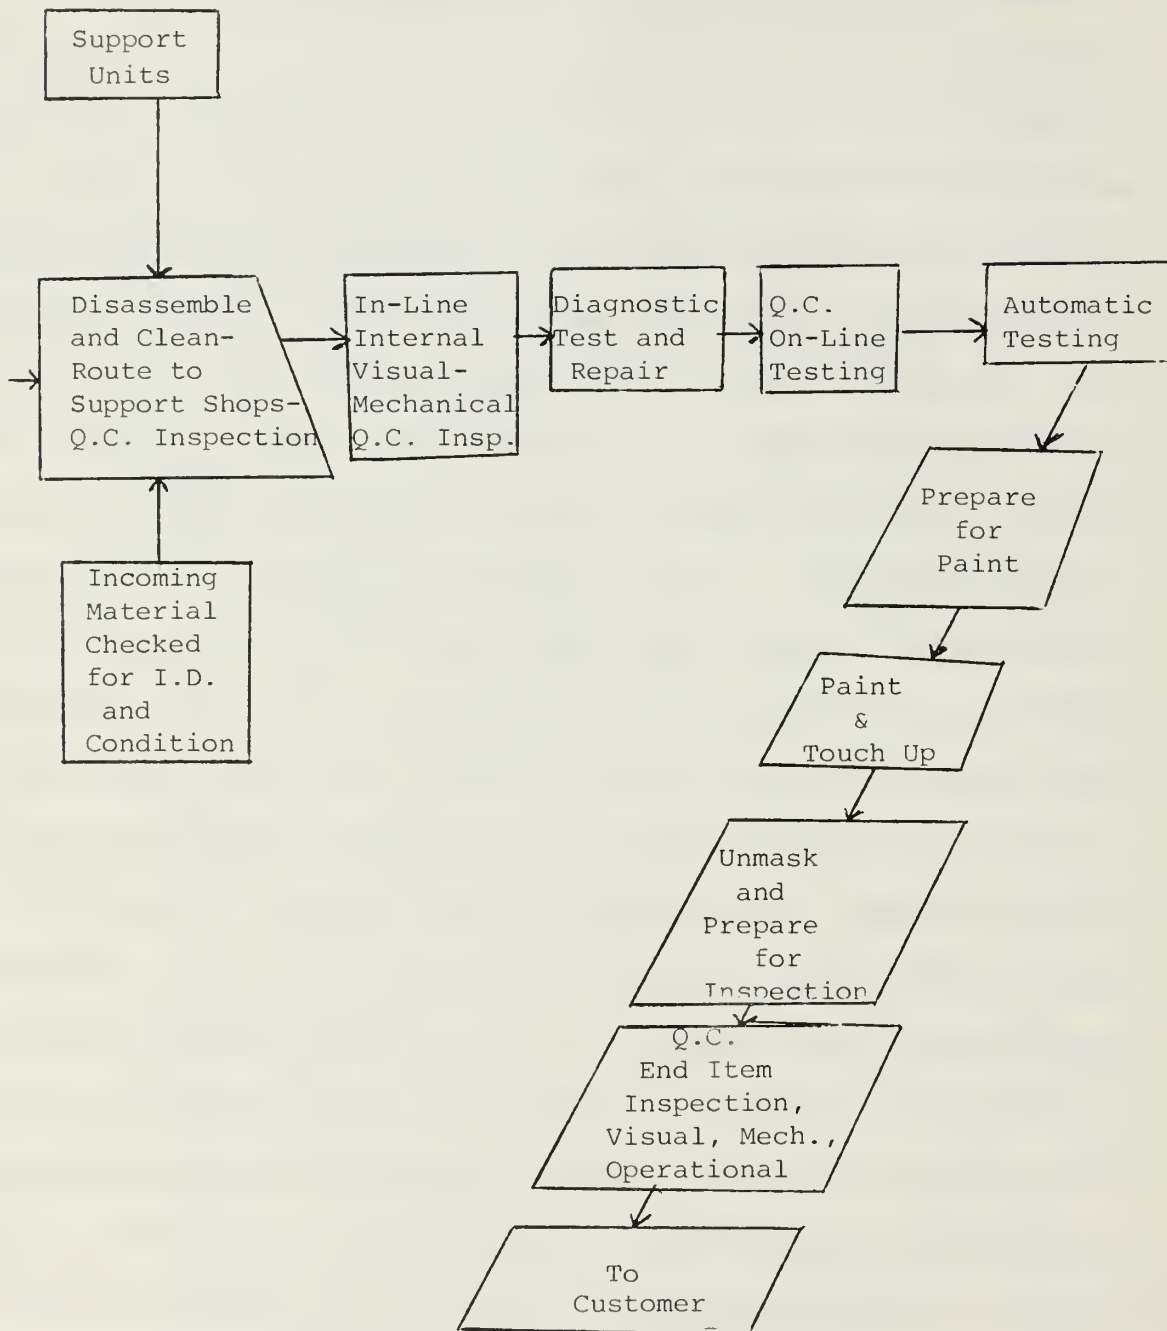 Support
Units
Disassemble
and Clean-
Route to
Support Shops-
Q.C. Inspection
In-Line
Internal
Visual-
Mechanical
Q.C. Insp.
Diagnostic
Test and
Repair
Q.C.
On-Line
Testing
Automatic
Testing
Incoming
Material
Checked
for I.D.
and
Condition
Prepare
for
Paint
Paint
&
Touch Up
Unmask
and
Prepare
for
Inspection
Q.C.
End Item
Inspection,
Visual, Mech.,
Operational
To
Customer